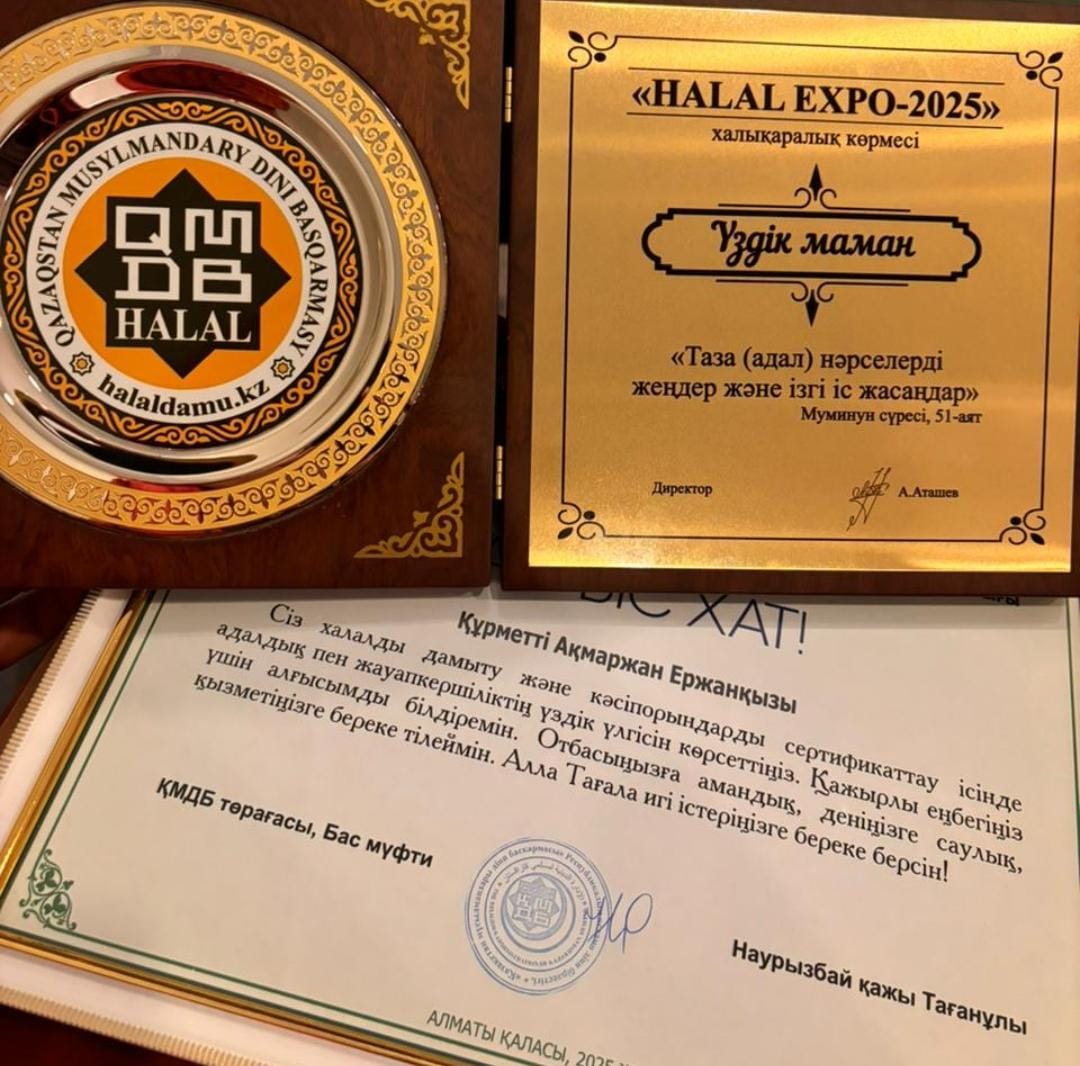 QAZAQSTAN MUSYLMANDARY DINI BASQARMASY
QM
DB
HALAL
halaldamu.kz
«HALAL EXPO-2025»
халықаралық көрмесі
Үздік маман
«Таза (адал) нәрселерді
жеңдер және ізгі іс жасаңдар»
Муминун сүресі, 51-аят
Директор
А.Аташев
ХАТ!
Құрметті Ақмаржан Ержанқызы
Сіз халалды дамыту және кәсіпорындарды сертификаттау ісінде
адалдық пен жауапкершіліктің үздік үлгісін көрсеттіңіз. Қажырлы еңбегіңіз
үшін алғысымды білдіремін. Отбасыңызға амандық, деніңізге саулық,
қызметіңізге береке тілеймін. Алла Тағала игі істеріңізге береке берсін!
ҚМДБ төрағасы, Бас мүфти
Наурызбай қажы Тағанұлы
АЛМАТЫ ҚАЛАСЫ, 2025